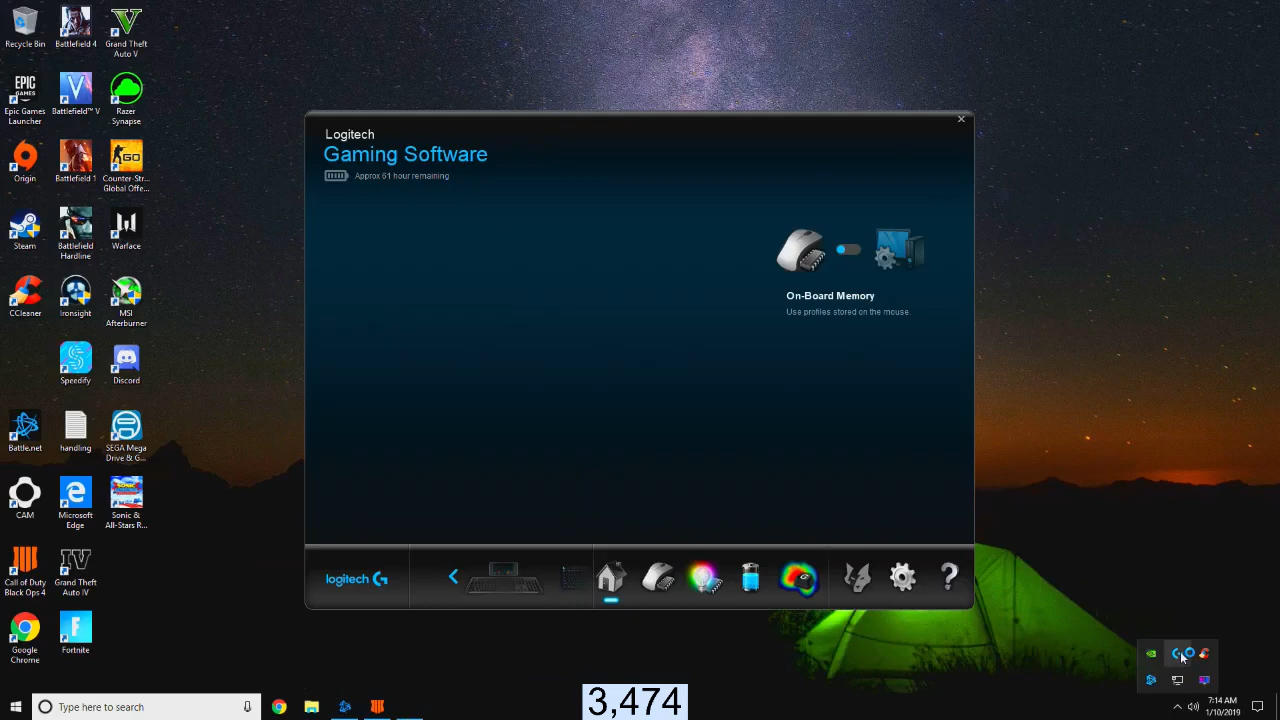 Recycle Bin
Battlefield 4
Grand Theft
Auto V
EPIC
GAMES
Epic Games
Launcher
Battlefield™ V
Razer
Synapse
Origin
Battlefield 1
GO
Counter-Str...
Global Offe...
Steam
Battlefield
Hardline
Warface
CCleaner
Ironsight
MSI
Afterburner
Speedify
Discord
Battle.net
handling
SEGA Mega
Drive & G...
CAM
Microsoft
Edge
Sonic &
All-Stars R...
Call of Duty
Black Ops 4
IV
Grand Theft
Auto IV
Google
Chrome
Fortnite
Logitech
Gaming Software
Approx 61 hour remaining
On-Board Memory
Use profiles stored on the mouse.
logitech G
?
Type here to search
3,474
7:14 AM
1/10/2019